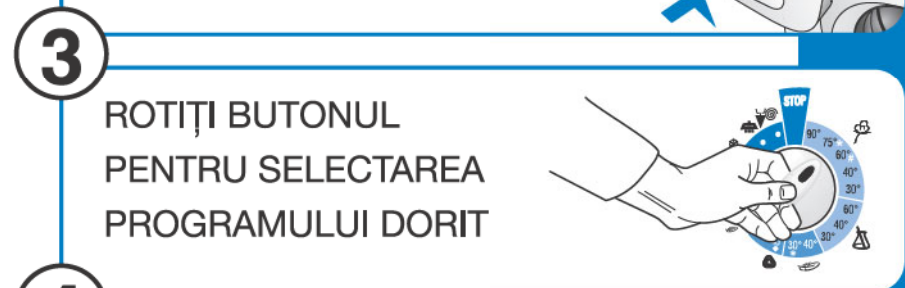 3
ROTIȚI BUTONUL
PENTRU SELECTAREA
PROGRAMULUI DORIT
STOP
90°
75°
60°
40°
30°
60°
40°
30°
40°
30°